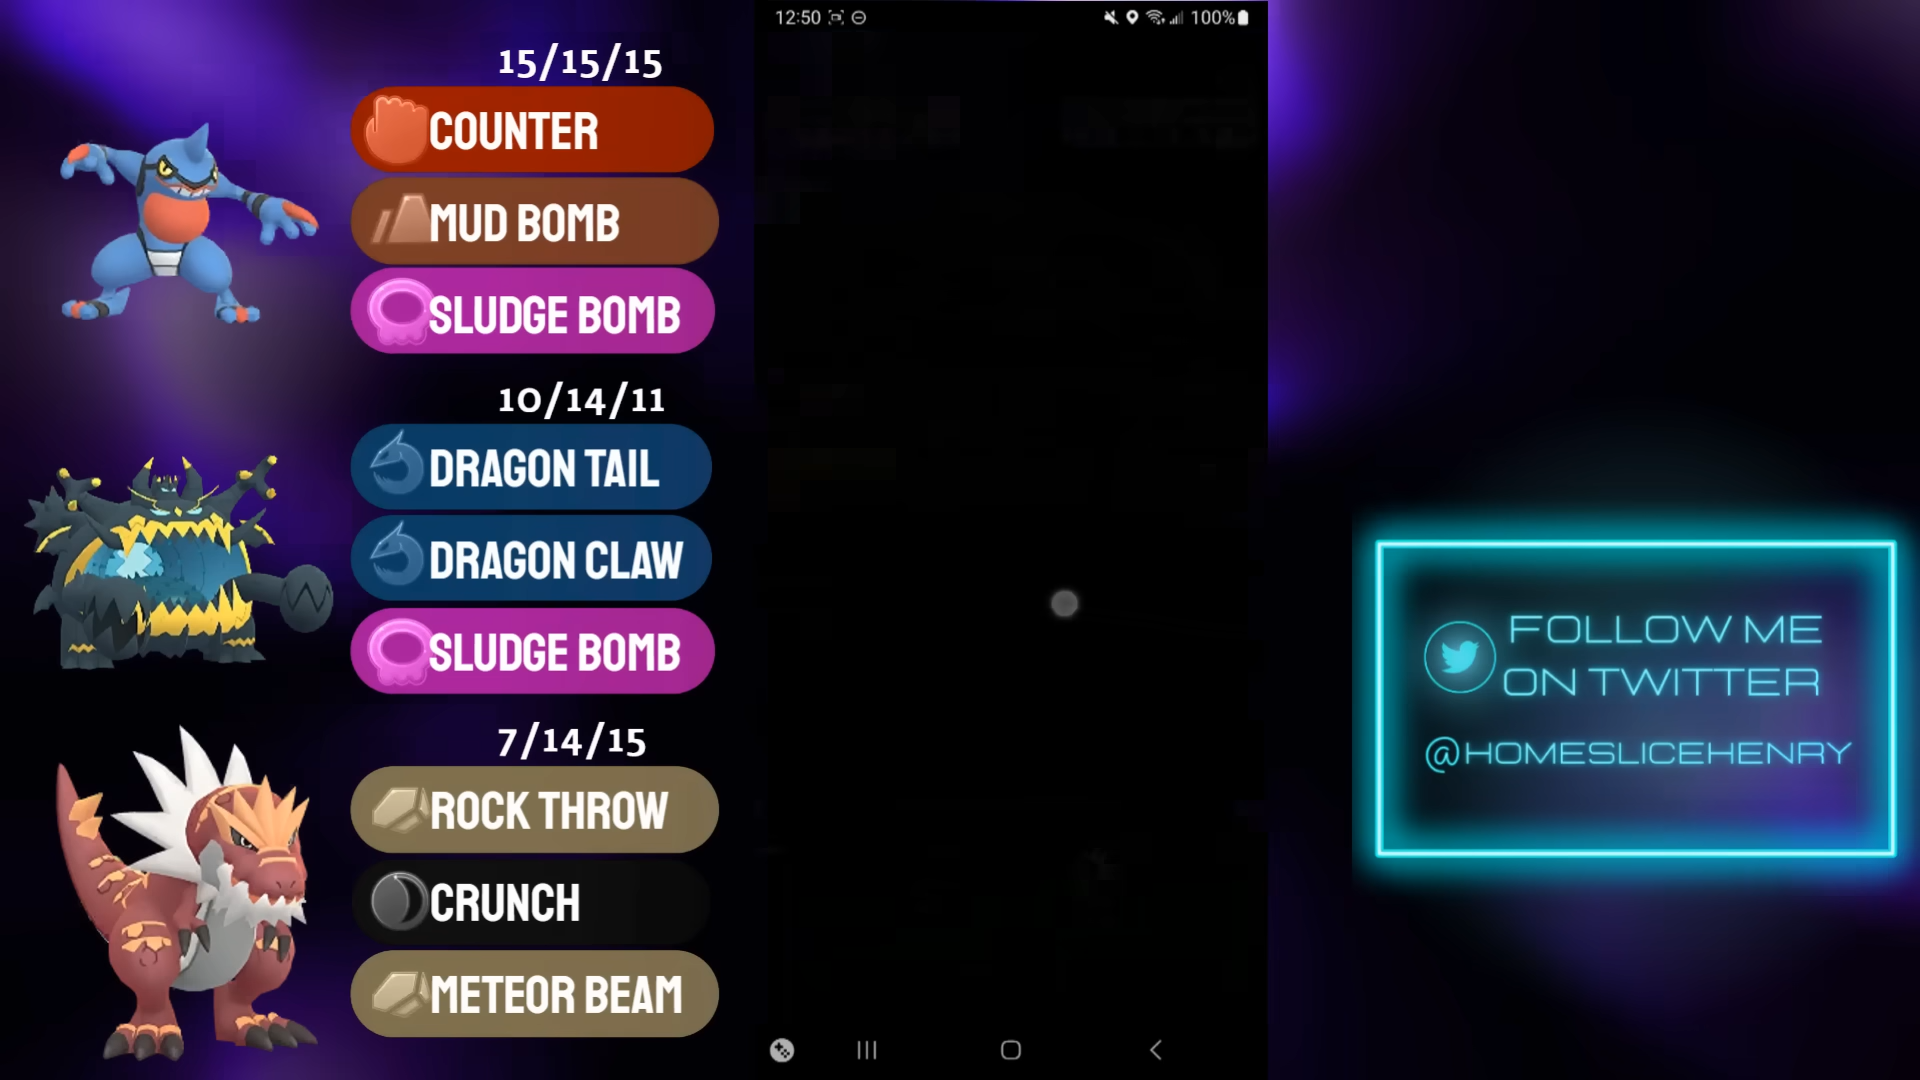 15/15/15
COUNTER
MUD BOMB
SLUDGE BOMB
10/14/11
DRAGON TAIL
DRAGON CLAW
SLUDGE BOMB
7/14/15
ROCK THROW
CRUNCH
METEOR BEAM
12:50
100%
FOLLOW ME
ON TWITTER
@HOMESLICEHENRY